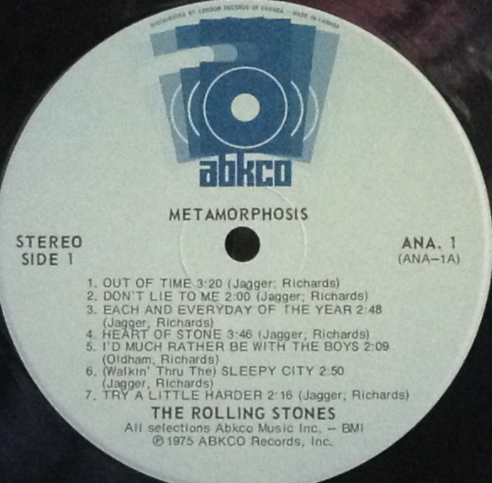 DISTRIBUTED BY LONDON RECORDS OF CANADA - MADE IN CANADA
abkco
METAMORPHOSIS
STEREO
SIDE 1
ANA. 1
(ANA-1A)
1. OUT OF TIME 3:20 (Jagger; Richards)
2. DON'T LIE TO ME 2:00 (Jagger; Richards)
3. EACH AND EVERYDAY OF THE YEAR 2:48
(Jagger; Richards)
4. HEART OF STONE 3:46 (Jagger; Richards)
5. I'D MUCH RATHER BE WITH THE BOYS 2:09
(Oldham, Richards)
6. (Walkin' Thru The) SLEEPY CITY 2:50
(Jagger, Richards)
7. TRY A LITTLE HARDER 2:16 (Jagger; Richards)
THE ROLLING STONES
All selections Abkco Music Inc. – BMI
℗1975 ABKCO Records, Inc.